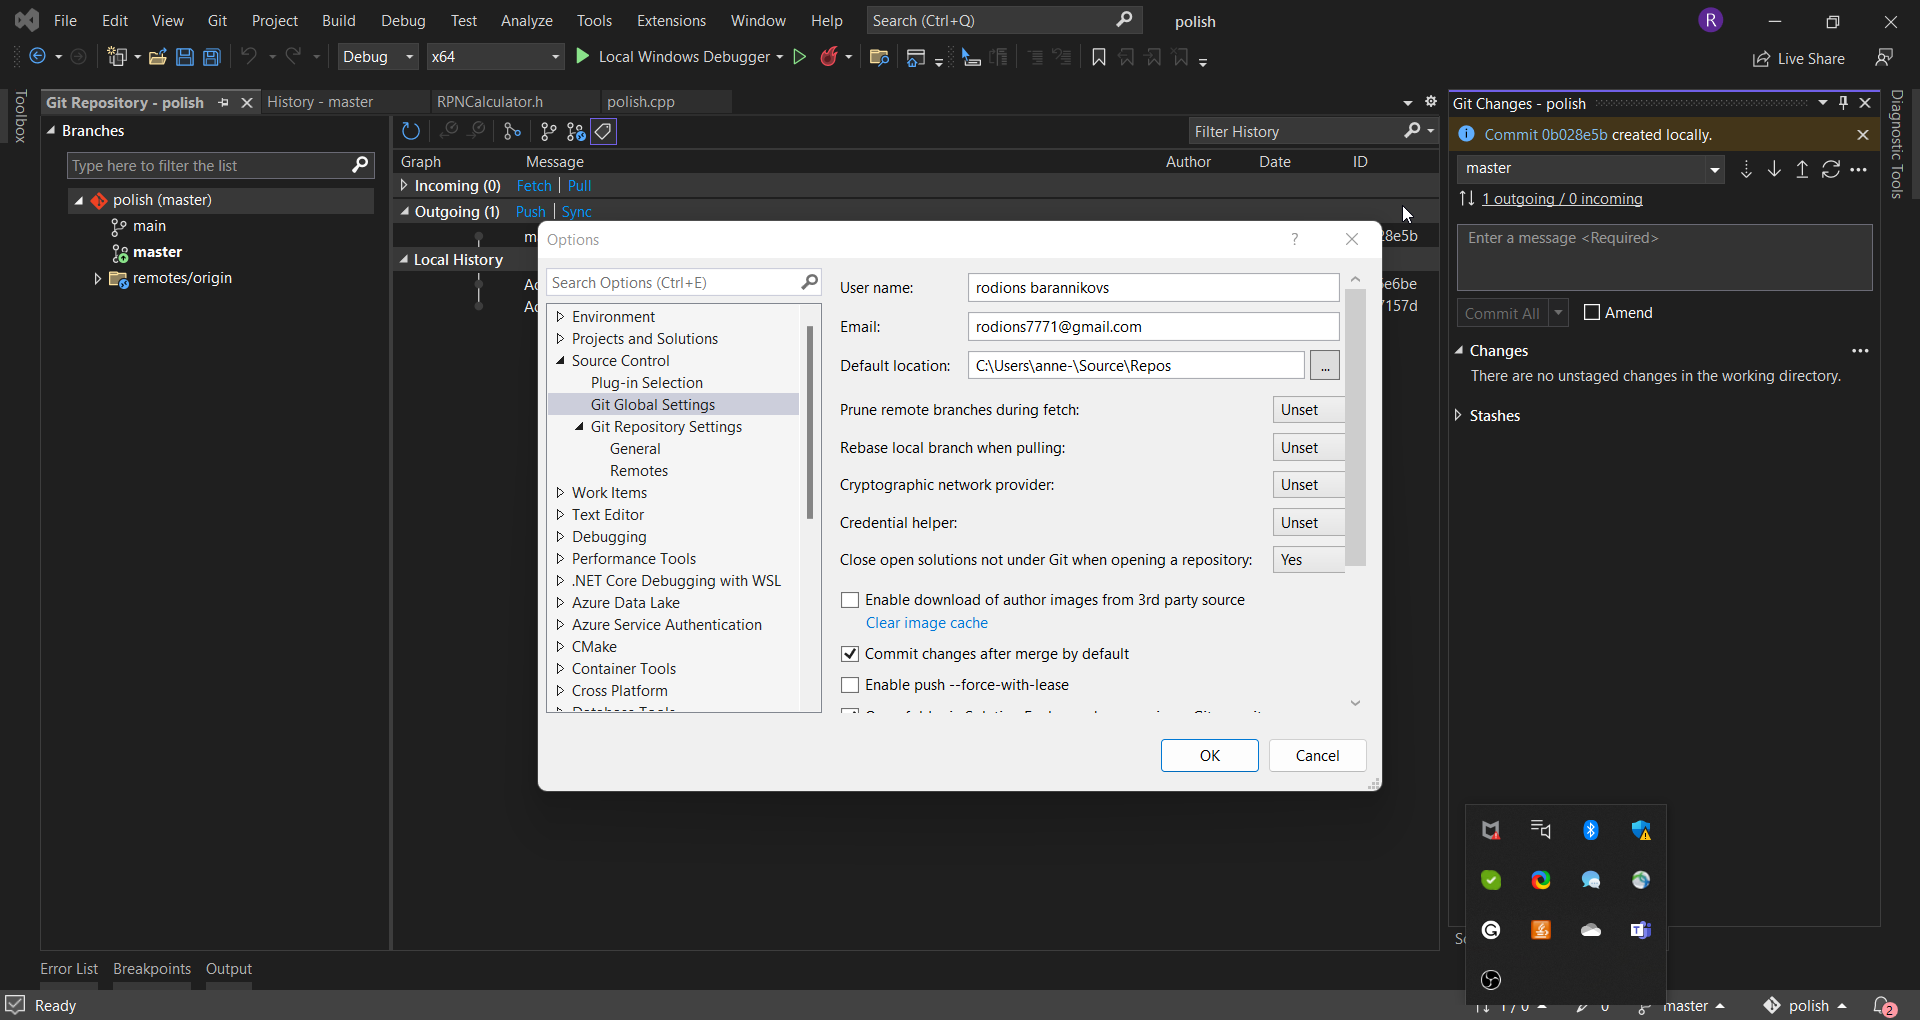 File Edit View Git Project Build Debug Test Analyze Tools Extensions Window Help Search (Ctrl+Q) polish R
Debug x64 Local Windows Debugger Live Share
Toolbox
Git Repository - polish History - master RPNCalculator.h polish.cpp
Branches
Type here to filter the list
polish (master)
main
master
remotes/origin
Filter History
Graph Message Author Date ID
Incoming (0) Fetch Pull
Outgoing (1) Push Sync
m 28e5b
Local History
Ac e6be
Ac 7157d
Options ?
Search Options (Ctrl+E)
Environment
Projects and Solutions
Source Control
Plug-in Selection
Git Global Settings
Git Repository Settings
General
Remotes
Work Items
Text Editor
Debugging
Performance Tools
.NET Core Debugging with WSL
Azure Data Lake
Azure Service Authentication
CMake
Container Tools
Cross Platform
Database Tools
User name: rodions barannikovs
Email: rodions7771@gmail.com
Default location: C:\Users\anne-\Source\Repos ...
Prune remote branches during fetch: Unset
Rebase local branch when pulling: Unset
Cryptographic network provider: Unset
Credential helper: Unset
Close open solutions not under Git when opening a repository: Yes
Enable download of author images from 3rd party source
Clear image cache
Commit changes after merge by default
Enable push --force-with-lease
OK Cancel
Git Changes - polish
Commit 0b028e5b created locally.
master
1 outgoing / 0 incoming
Enter a message <Required>
Commit All Amend
Changes
There are no unstaged changes in the working directory.
Stashes
Diagnostic Tools
Error List Breakpoints Output
Ready 1 / 0 0 master polish 2